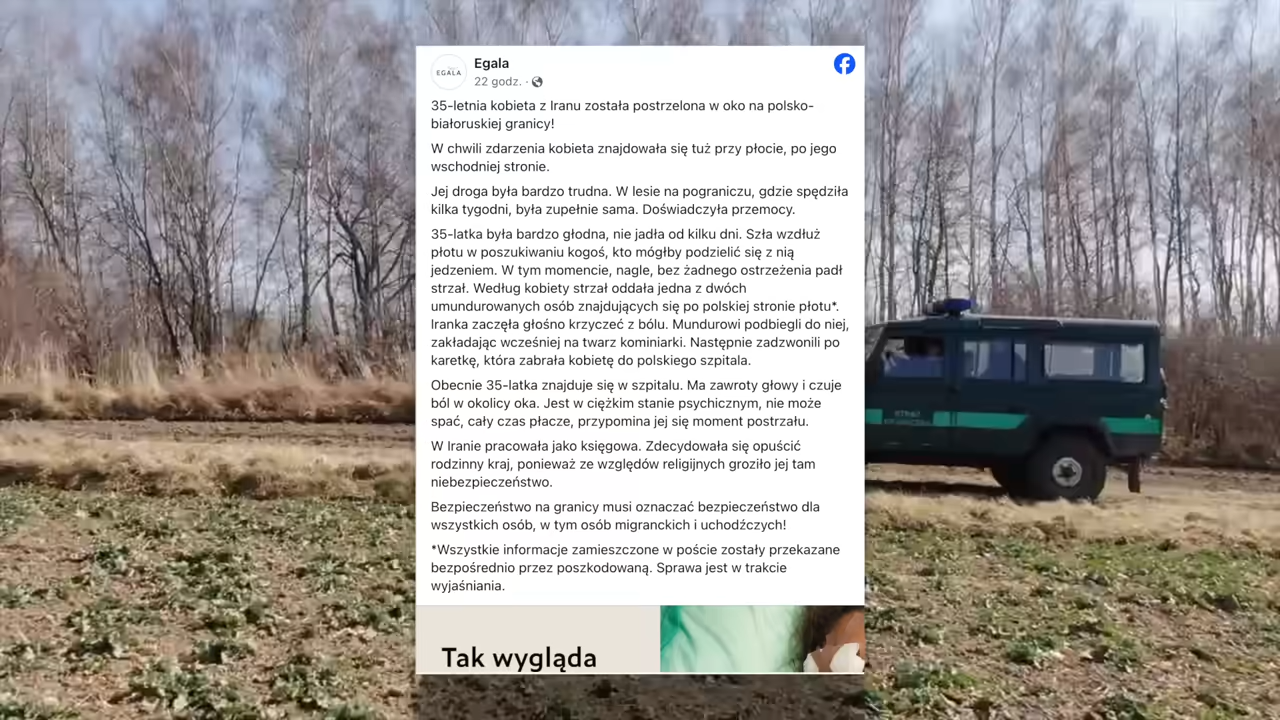 Egala
EGALA
22 godz. ·
35-letnia kobieta z Iranu została postrzelona w oko na polsko-
białoruskiej granicy!
W chwili zdarzenia kobieta znajdowała się tuż przy płocie, po jego
wschodniej stronie.
Jej droga była bardzo trudna. W lesie na pograniczu, gdzie spędziła
kilka tygodni, była zupełnie sama. Doświadczyła przemocy.
35-latka była bardzo głodna, nie jadła od kilku dni. Szła wzdłuż
płotu w poszukiwaniu kogoś, kto mógłby podzielić się z nią
jedzeniem. W tym momencie, nagle, bez żadnego ostrzeżenia padł
strzał. Według kobiety strzał oddała jedna z dwóch
umundurowanych osób znajdujących się po polskiej stronie płotu*.
Iranka zaczęła głośno krzyczeć z bólu. Mundurowi podbiegli do niej,
zakładając wcześniej na twarz kominiarki. Następnie zadzwonili po
karetkę, która zabrała kobietę do polskiego szpitala.
Obecnie 35-latka znajduje się w szpitalu. Ma zawroty głowy i czuje
ból w okolicy oka. Jest w ciężkim stanie psychicznym, nie może
spać, cały czas płacze, przypomina jej się moment postrzału.
W Iranie pracowała jako księgowa. Zdecydowała się opuścić
rodzinny kraj, ponieważ ze względów religijnych groziło jej tam
niebezpieczeństwo.
Bezpieczeństwo na granicy musi oznaczać bezpieczeństwo dla
wszystkich osób, w tym osób migranckich i uchodźczych!
*Wszystkie informacje zamieszczone w poście zostały przekazane
bezpośrednio przez poszkodowaną. Sprawa jest w trakcie
wyjaśniania.
Tak wygląda